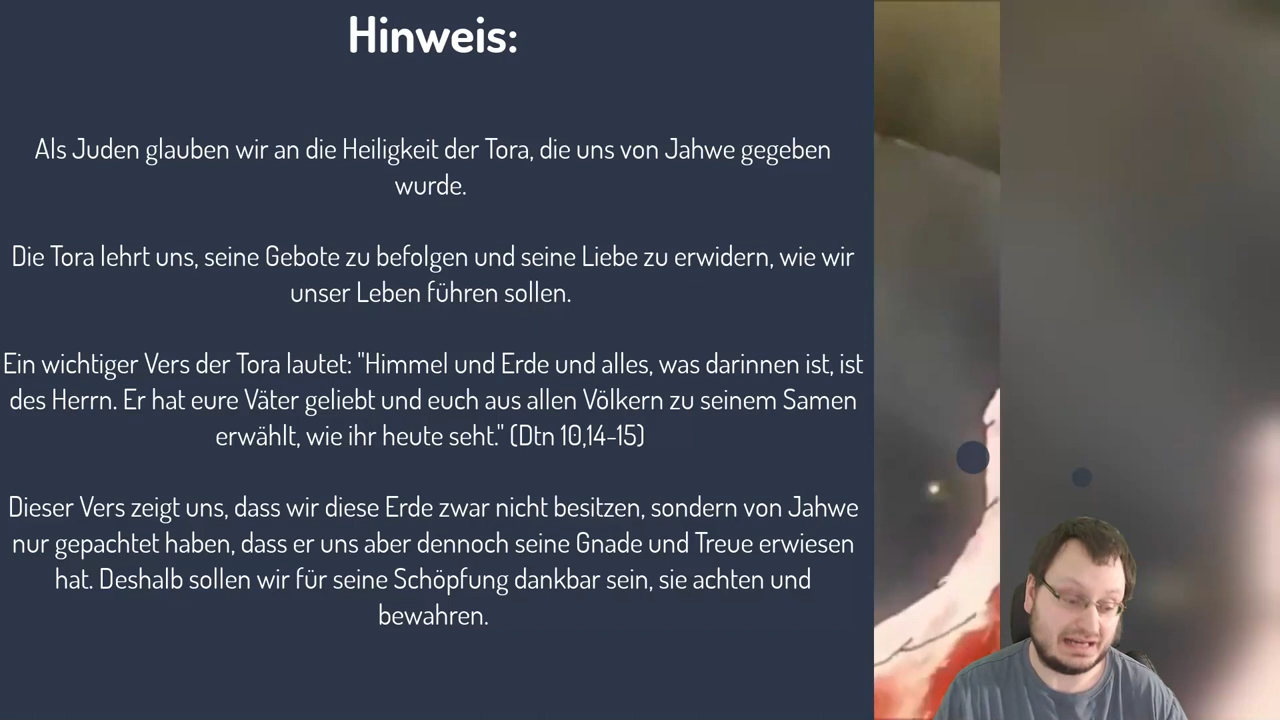 Hinweis:
Als Juden glauben wir an die Heiligkeit der Tora, die uns von Jahwe gegeben
wurde.
Die Tora lehrt uns, seine Gebote zu befolgen und seine Liebe zu erwidern, wie wir
unser Leben führen sollen.
Ein wichtiger Vers der Tora lautet: "Himmel und Erde und alles, was darinnen ist, ist
des Herrn. Er hat eure Väter geliebt und euch aus allen Völkern zu seinem Samen
erwählt, wie ihr heute seht." (Dtn 10,14-15)
Dieser Vers zeigt uns, dass wir diese Erde zwar nicht besitzen, sondern von Jahwe
nur gepachtet haben, dass er uns aber dennoch seine Gnade und Treue erwiesen
hat. Deshalb sollen wir für seine Schöpfung dankbar sein, sie achten und
bewahren.